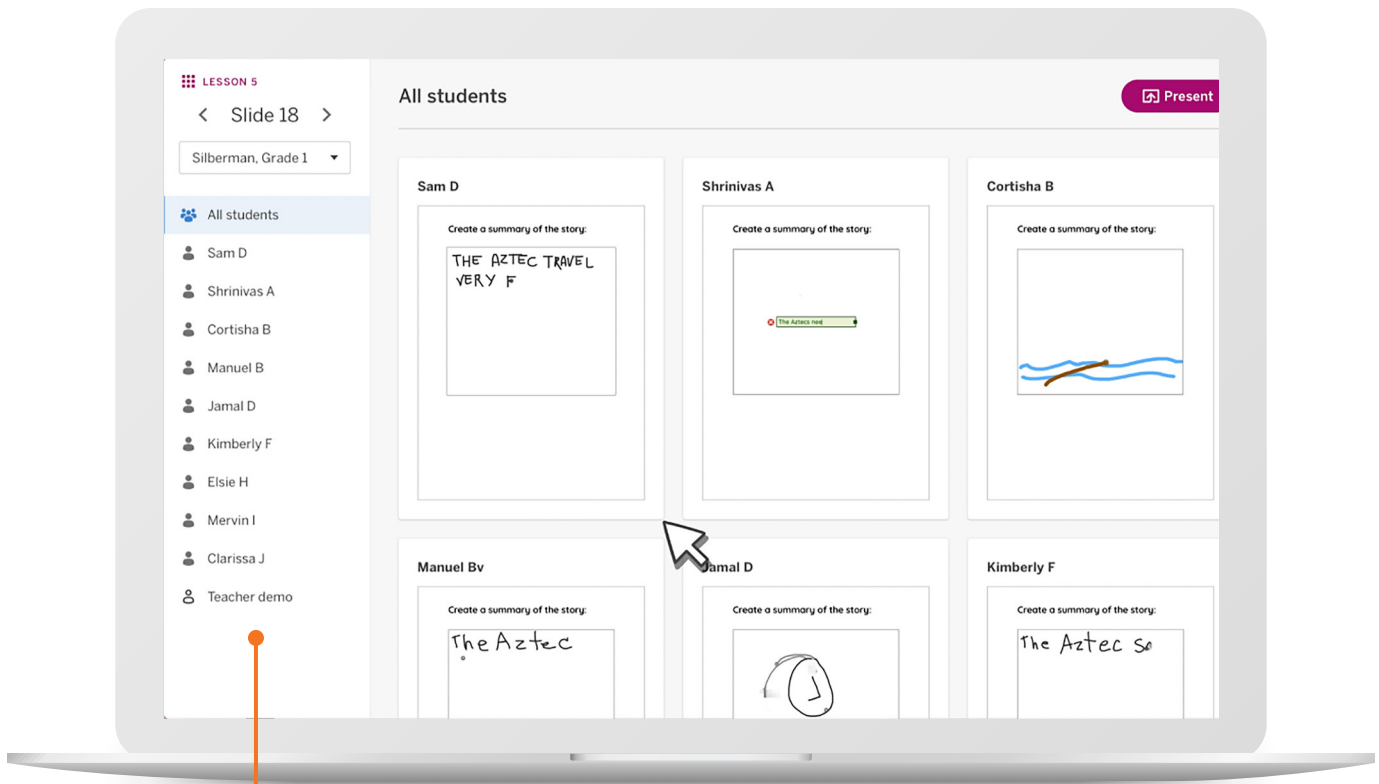 LESSON 5
Slide 18
Silberman, Grade 1
All students
Sam D
Shrinivas A
Cortisha B
Manuel B
Jamal D
Kimberly F
Elsie H
Mervin I
Clarissa J
Teacher demo
All students
Present
Sam D
Create a summary of the story:
THE AZTEC TRAVEL
VERY F
Shrinivas A
Create a summary of the story:
The Aztecs nee
Cortisha B
Create a summary of the story:
Manuel Bv
Create a summary of the story:
The Aztec
Jamal D
Create a summary of the story:
Kimberly F
Create a summary of the story:
The Aztec So